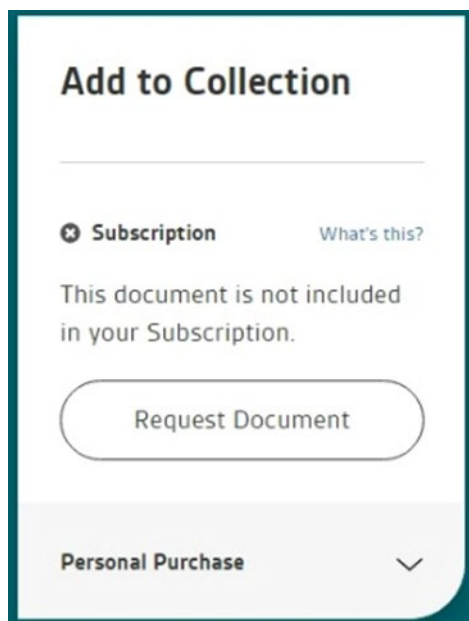 Add to Collection
Subscription What's this?
This document is not included
in your Subscription.
Request Document
Personal Purchase